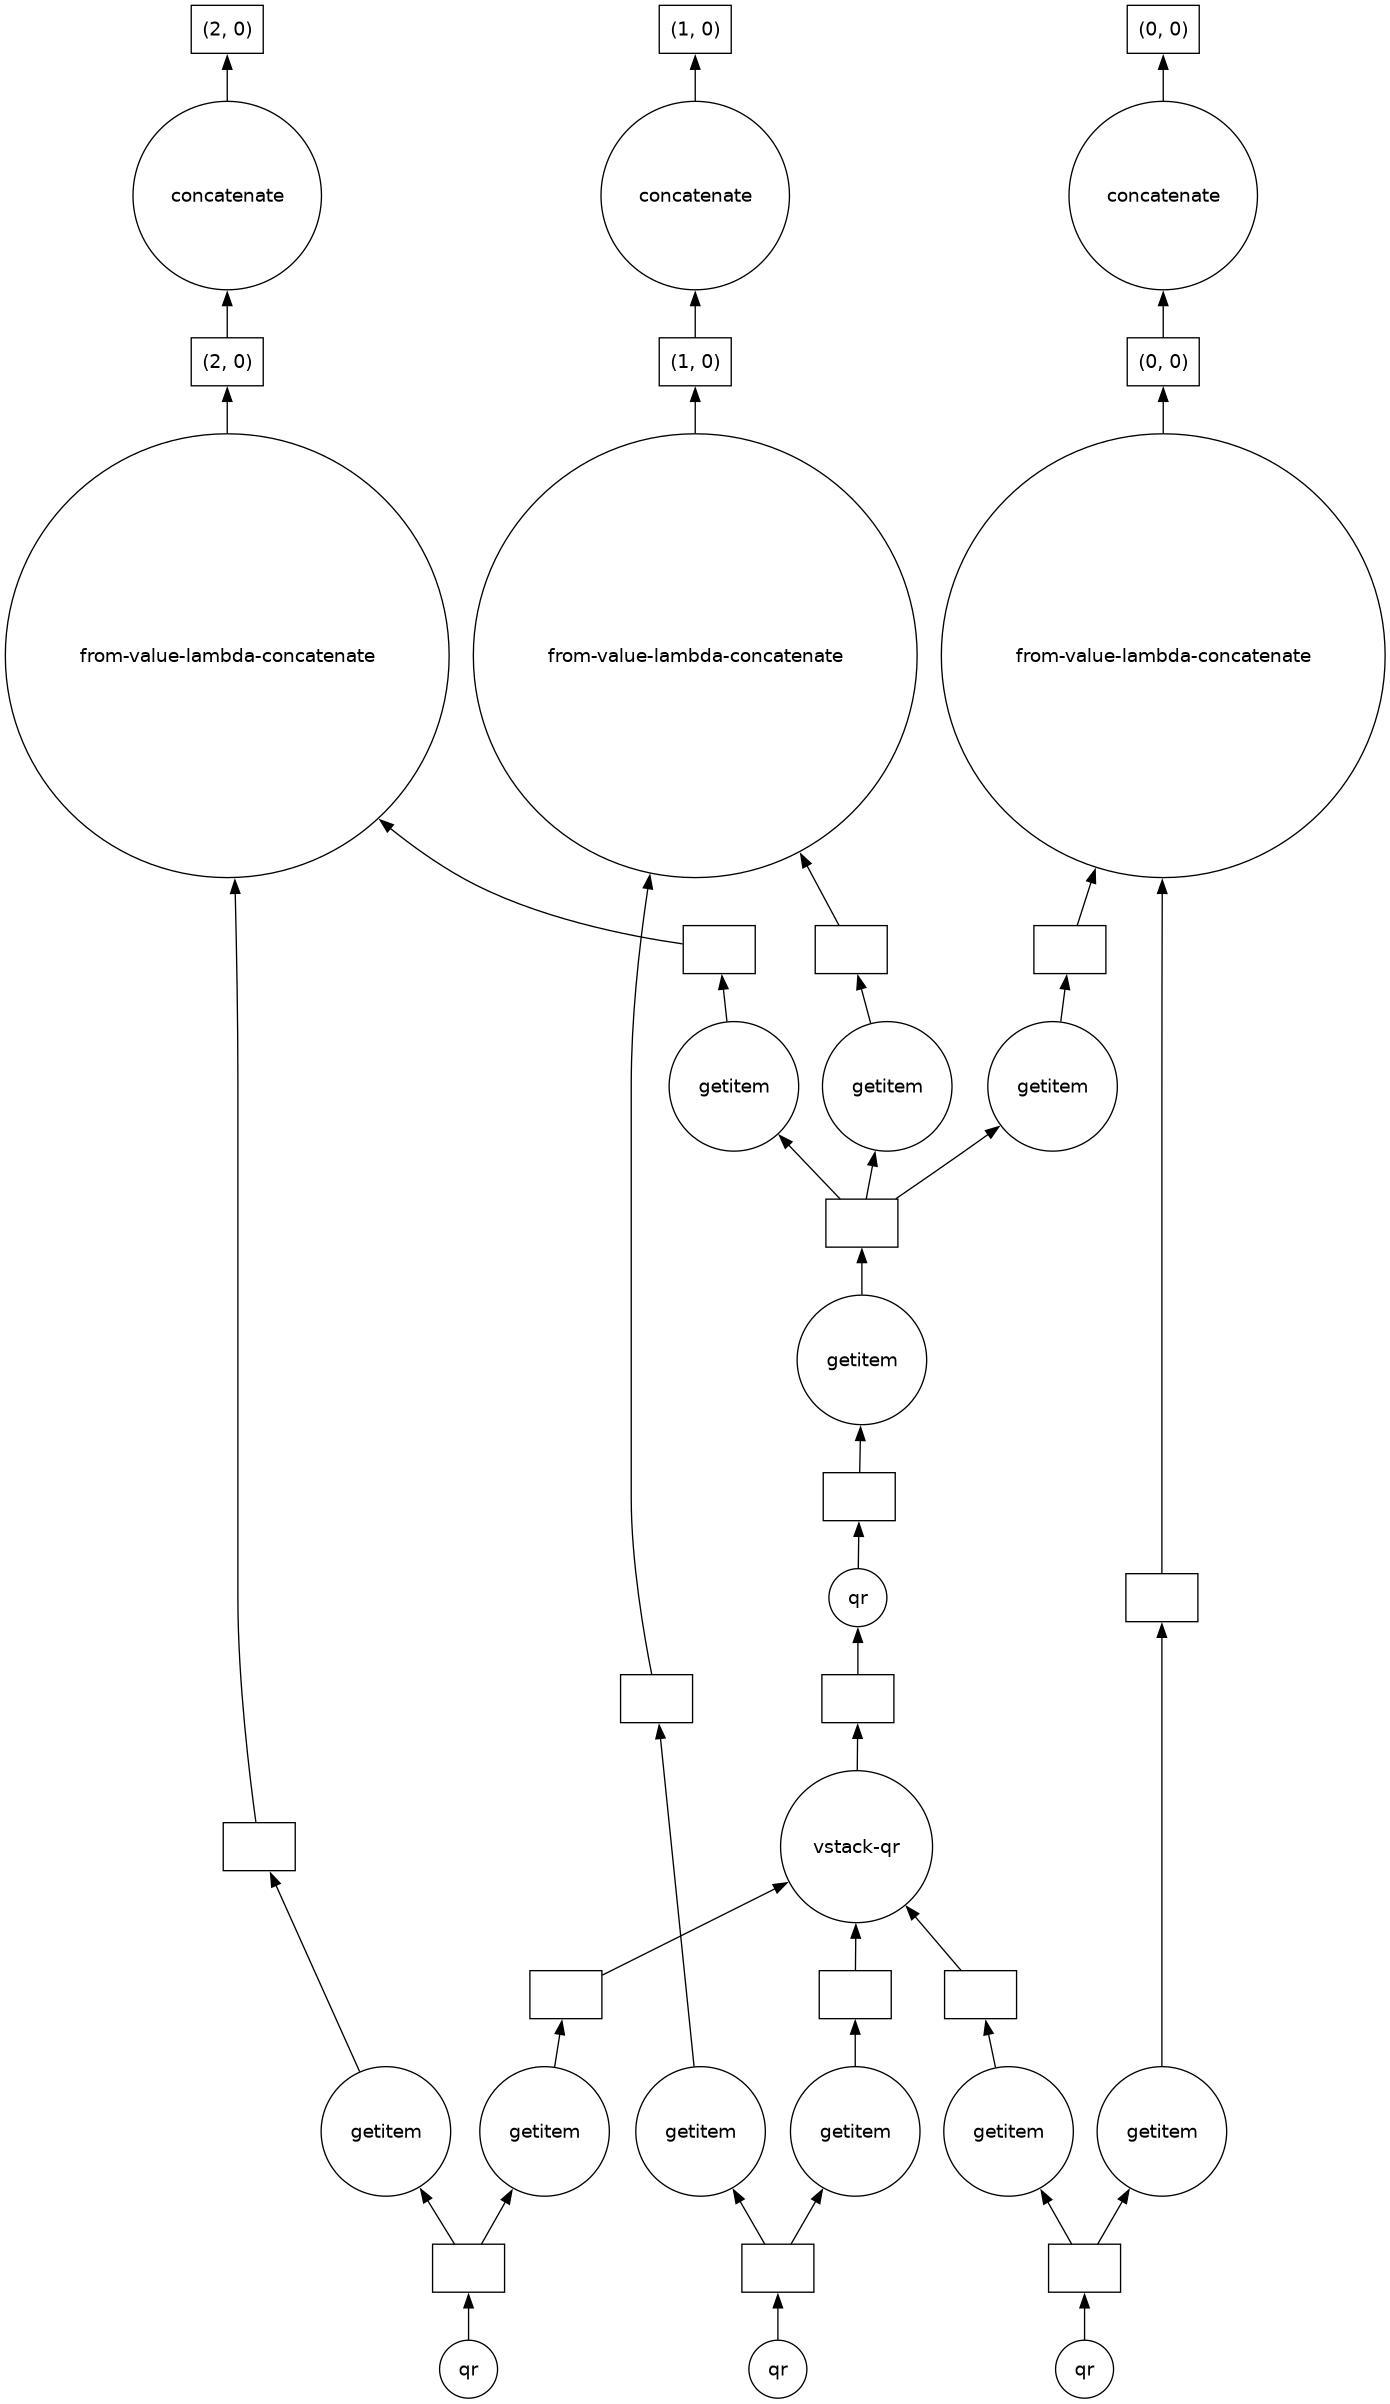 (2, 0)
(1, 0)
(0, 0)
concatenate
concatenate
concatenate
(2, 0)
(1, 0)
(0, 0)
from-value-lambda-concatenate
from-value-lambda-concatenate
from-value-lambda-concatenate
getitem
getitem
getitem
getitem
qr
vstack-qr
getitem
getitem
getitem
getitem
getitem
getitem
qr
qr
qr